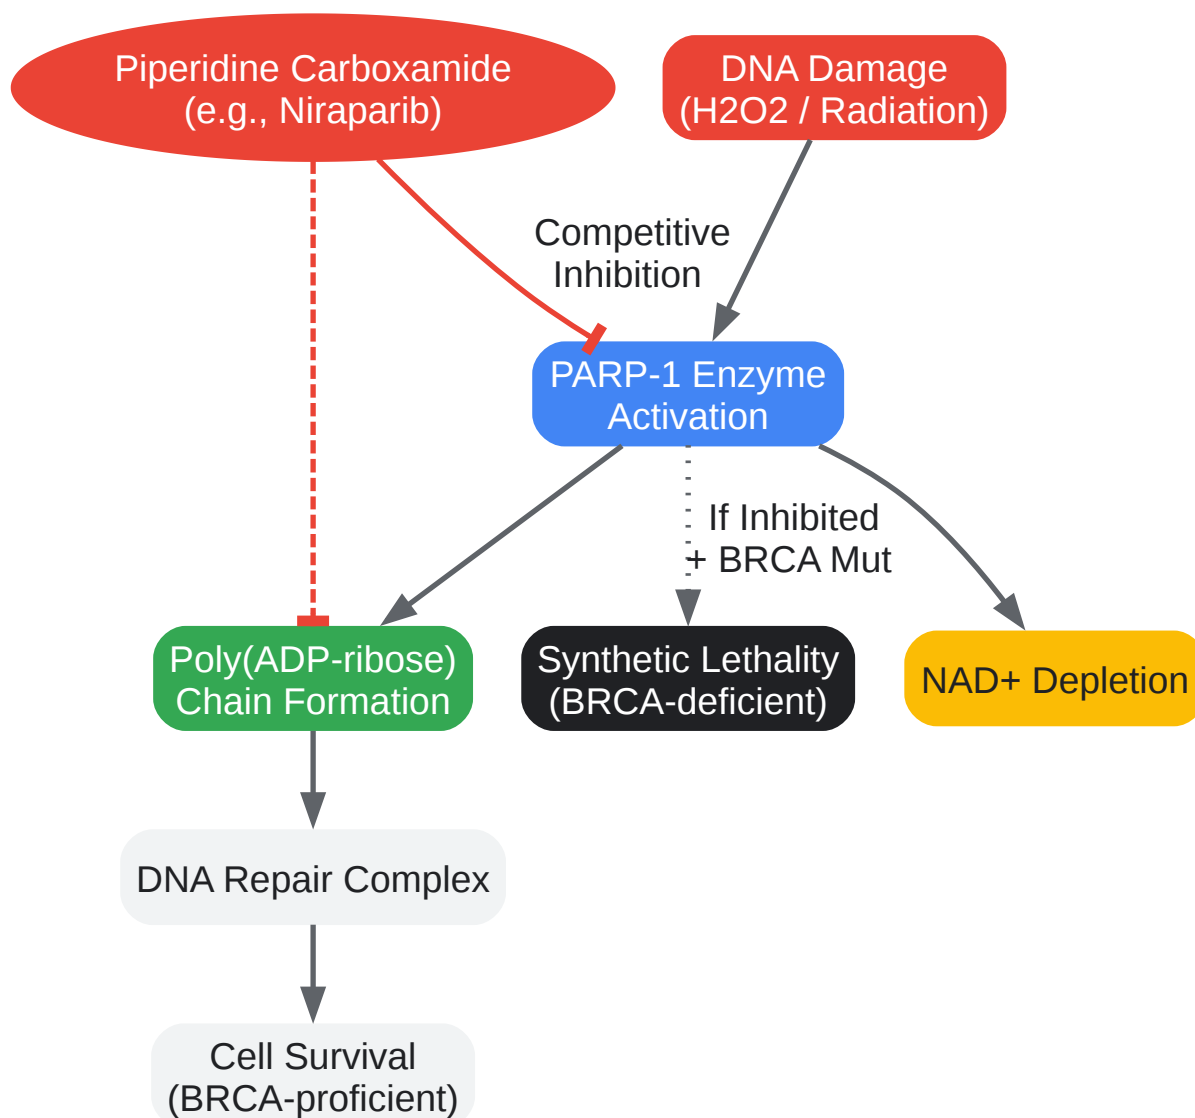 Piperidine Carboxamide
(e.g., Niraparib)
DNA Damage
(H2O2 / Radiation)
Competitive
Inhibition
PARP-1 Enzyme
Activation
If Inhibited
+ BRCA Mut
Poly(ADP-ribose)
Chain Formation
Synthetic Lethality
(BRCA-deficient)
NAD+ Depletion
DNA Repair Complex
Cell Survival
(BRCA-proficient)